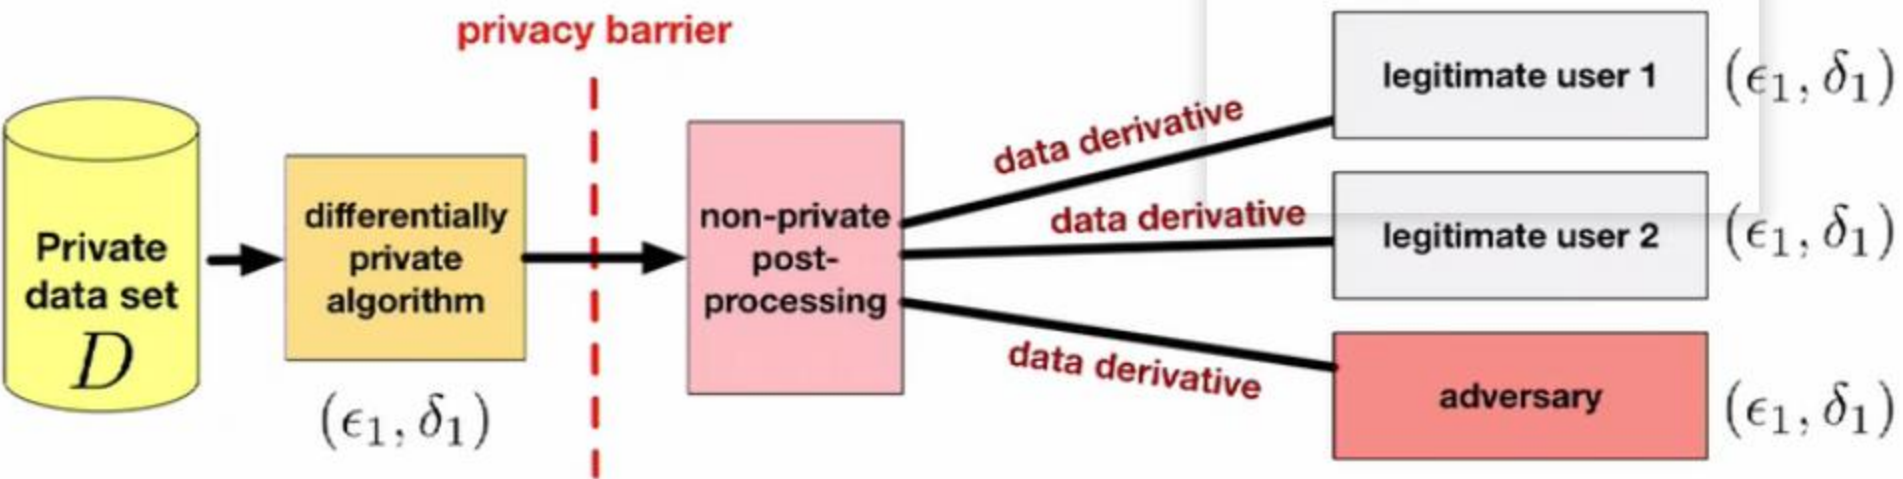 privacy barrier
Private
data set
D
differentially
private
algorithm
(ϵ₁, δ₁)
non-private
post-
processing
data derivative
data derivative
data derivative
legitimate user 1
(ϵ₁, δ₁)
legitimate user 2
(ϵ₁, δ₁)
adversary
(ϵ₁, δ₁)